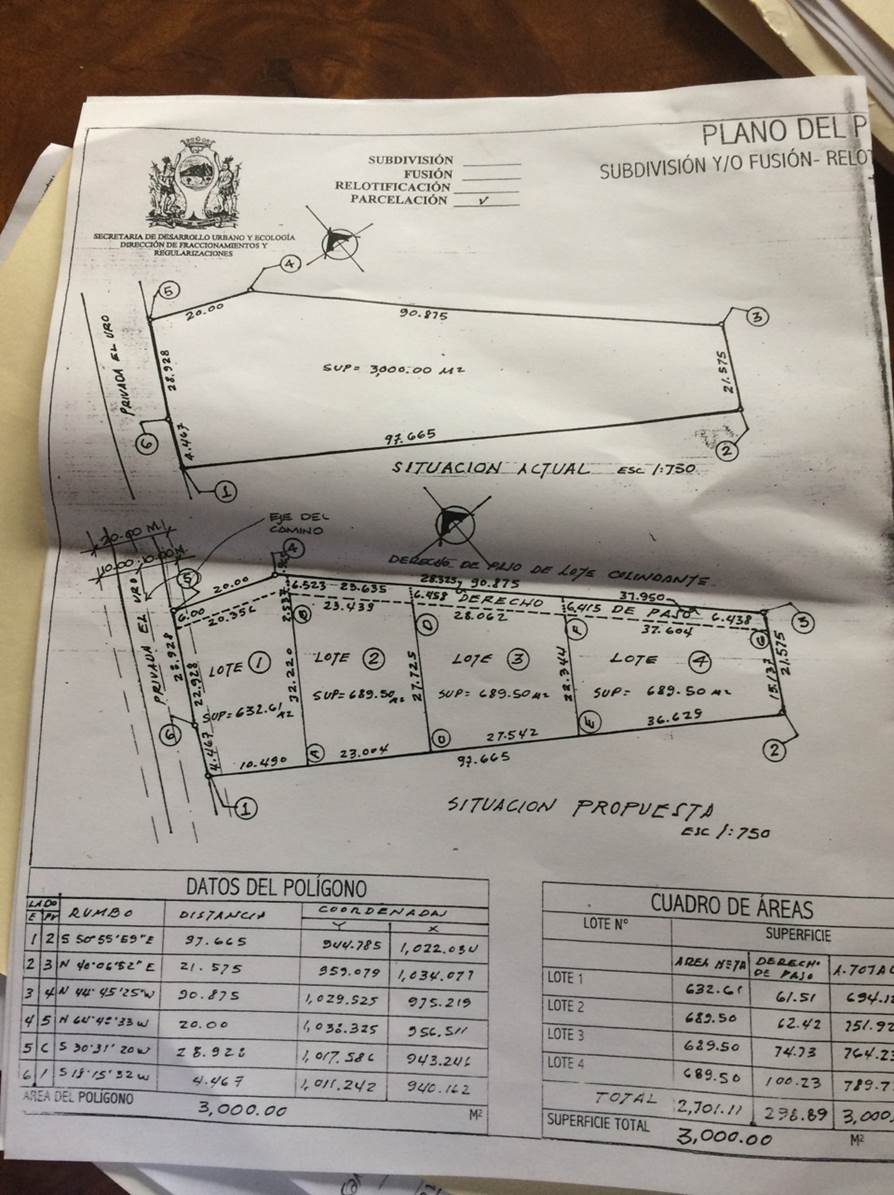 PLANO DEL P
SUBDIVISIÓN Y/O FUSIÓN- RELOT
SUBDIVISIÓN
FUSIÓN
RELOTIFICACIÓN
PARCELACIÓN ✓
SECRETARIA DE DESARROLLO URBANO Y ECOLOGÍA
DIRECCIÓN DE FRACCIONAMIENTOS Y
REGULARIZACIONES
4
5
20.00
90.875
3
PRIVADA EL URO
28.928
SUP= 3,000.00 M2
21.575
6
4.467
97.665
2
SITUACION ACTUAL ESC 1:750
1
EJE DEL
CAMINO
20.00 M.
10.00 10.00 M.
4
DERECHO DE PASO DE LOTE COLINDANTE
5
20.00
6.523 23.635
28.325 90.875
37.950
6.00
20.356
2.537
B
23.439
6.458 DERECHO
6.415 DE PASO
6.438
3
28.062
37.604
PRIVADA EL URO
28.928
22.928
LOTE 1
32.220
LOTE 2
27.725
LOTE 3
22.344
LOTE 4
15.137
21.575
SUP= 632.61 M2
SUP= 689.50 M2
SUP= 689.50 M2
SUP= 689.50 M2
6
4.467
10.490
A
23.004
D
27.542
E
36.629
97.665
2
1
SITUACION PROPUESTA
ESC 1:750
DATOS DEL POLÍGONO
LADO
E PV RUMBO DISTANCIA COORDENADAS
Y X
1 2 S 50°55'59"E 97.665 944.785 1,022.034
2 3 N 40°06'52"E 21.575 959.079 1,034.077
3 4 N 44°45'25"W 90.875 1,029.525 975.219
4 5 N 64°42'33 W 20.00 1,038.325 956.511
5 6 S 30°31'20 W 28.928 1,017.586 943.246
6 1 S 18°15'32 W 4.467 1,011.242 940.162
AREA DEL POLÍGONO 3,000.00 M²
CUADRO DE ÁREAS
LOTE N° SUPERFICIE
AREA NETA DERECHO DE PASO A.TOTAL
LOTE 1 632.61 61.51 694.12
LOTE 2 689.50 62.42 751.92
LOTE 3 689.50 74.73 764.23
LOTE 4 689.50 100.23 789.7
TOTAL 2,701.11 298.89 3,000.
SUPERFICIE TOTAL 3,000.00 M²